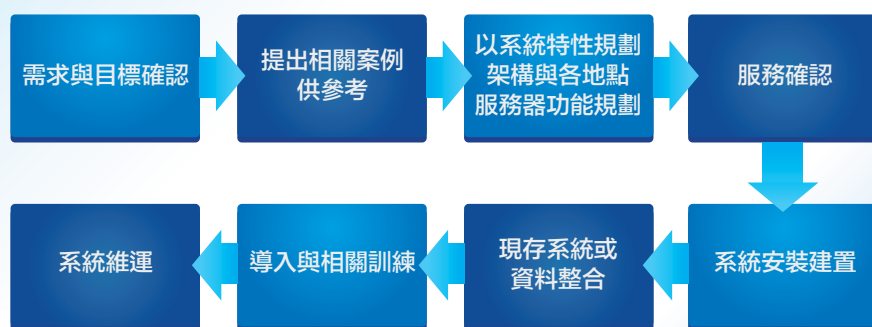 需求與目標確認
提出相關案例
供參考
以系統特性規劃
架構與各地點
服務器功能規劃
服務確認
系統安裝建置
現存系統或
資料整合
導入與相關訓練
系統維運